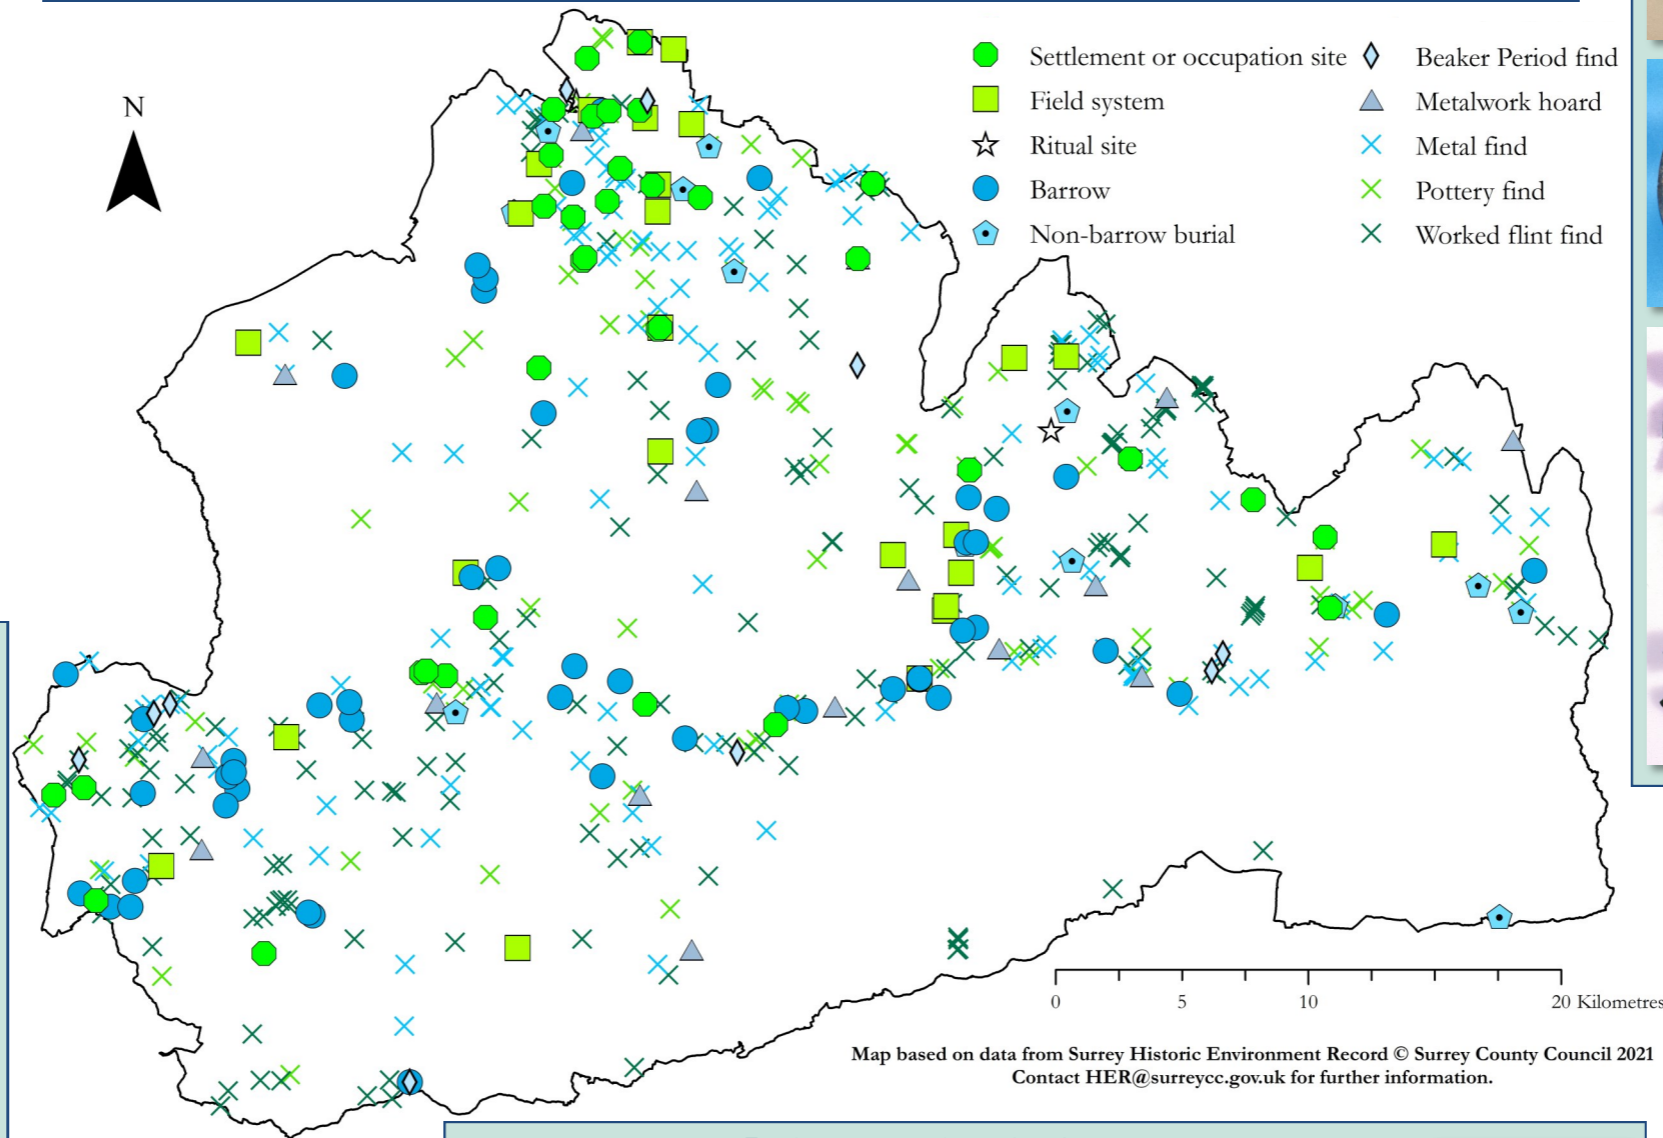 N
Settlement or occupation site
Field system
Ritual site
Barrow
Non-barrow burial
Beaker Period find
Metalwork hoard
Metal find
Pottery find
Worked flint find
0 5 10 20 Kilometres
Map based on data from Surrey Historic Environment Record © Surrey County Council 2021
Contact HER@surreycc.gov.uk for further information.